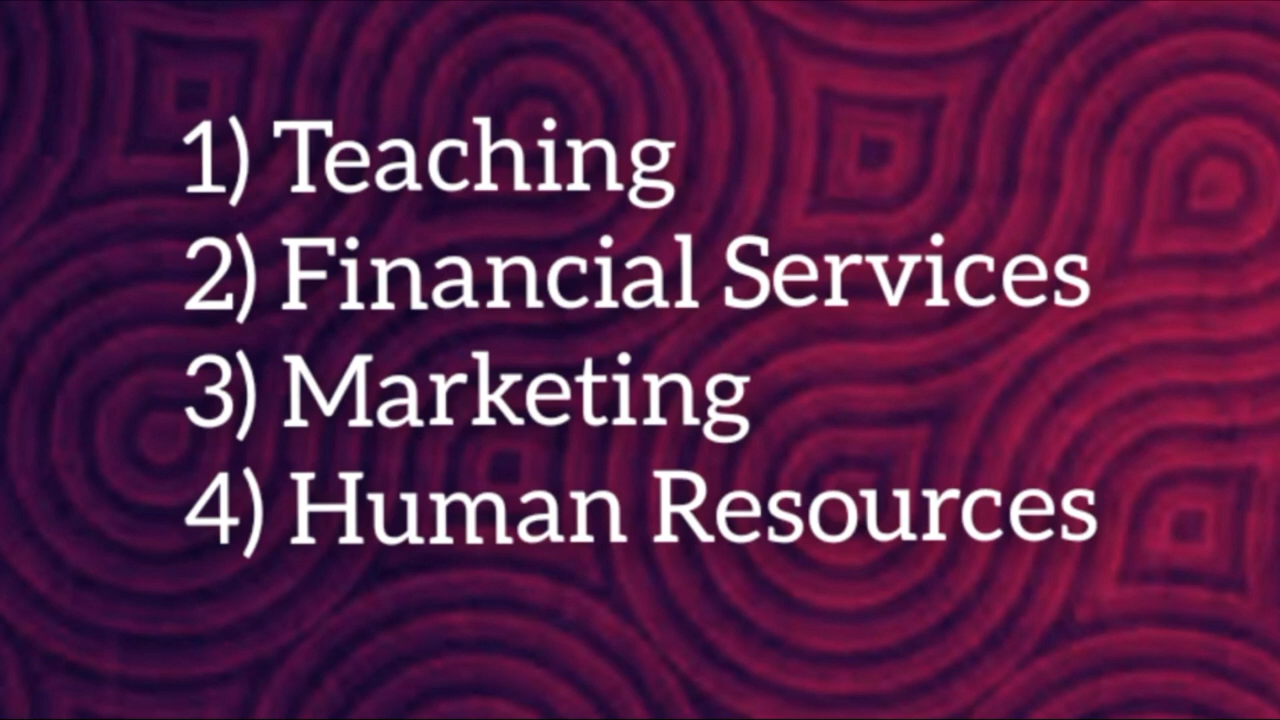 1) Teaching
2) Financial Services
3) Marketing
4) Human Resources